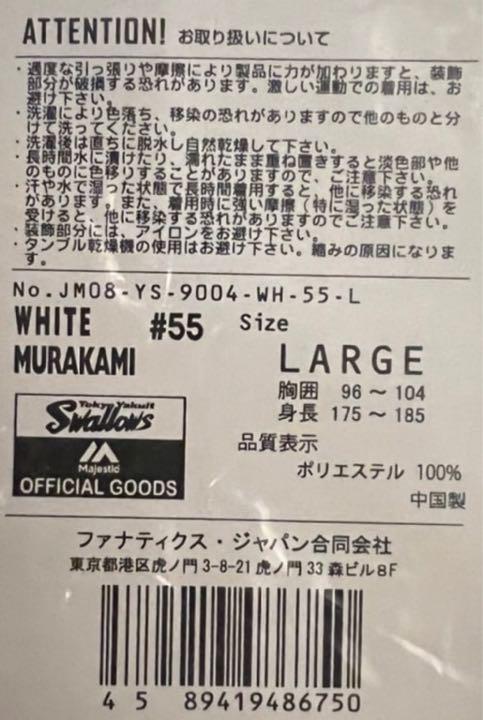 ATTENTION! お取り扱いについて
・過度な引っ張りや摩擦により製品に力が加わりますと、装飾
部分が破損する恐れがあります。激しい運動での着用は、お
避け下さい。
・洗濯により色落ち、移染の恐れがありますので他のものと分
けて洗ってください。
・洗濯後は直ちに脱水し自然乾燥して下さい。
・長時間水に漬けたり、濡れたまま重ね置きすると淡色部や他
のものに色移りすることがありますので、ご注意下さい。
・汗や水で湿った状態で長時間着用すると、他に移染する恐れ
があります。また、着用時に強い摩擦（特に湿った状態）を
受けると、他に移染する恐れがありますのでご注意下さい。
・装飾部分には、アイロンをお避け下さい。
・タンブル乾燥機の使用はお避け下さい。縮みの原因になりま
す。
No.JM08-YS-9004-WH-55-L
WHITE #55 Size
MURAKAMI LARGE
胸囲 96～104
身長 175～185
Tokyo Yakult
Swallows
Majestic
OFFICIAL GOODS
品質表示
ポリエステル 100%
中国製
ファナティクス・ジャパン合同会社
東京都港区虎ノ門3-8-21虎ノ門33森ビル8F
4 5 89419486750